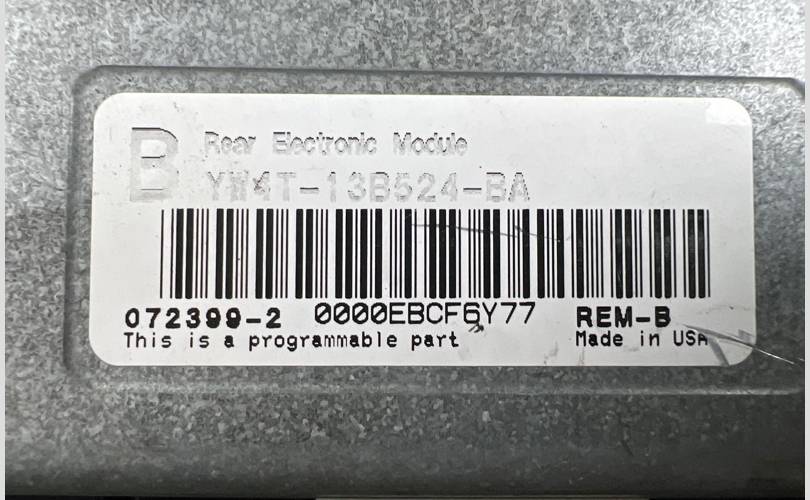 B
Rear Electronic Module
YW4T-13B524-BA
072399-2 0000EBCF6Y77 REM-B
This is a programmable part Made in USA